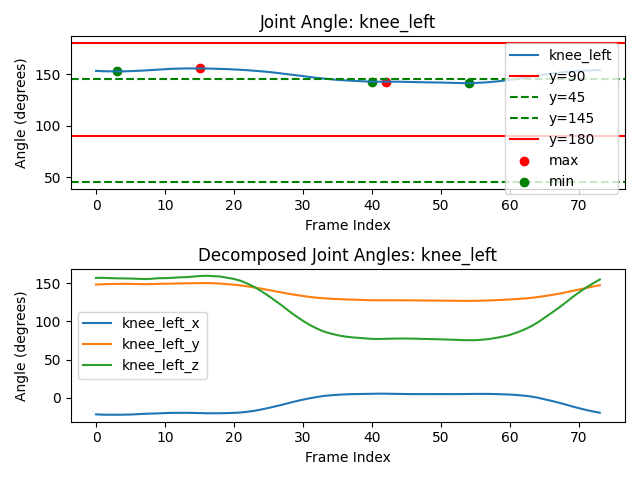 Joint Angle: knee_left
Angle (degrees)
150
100
50
knee_left
y=90
y=45
y=145
y=180
max
min
0 10 20 30 40 50 60 70
Frame Index
Decomposed Joint Angles: knee_left
Angle (degrees)
150
100
50
0
knee_left_x
knee_left_y
knee_left_z
0 10 20 30 40 50 60 70
Frame Index